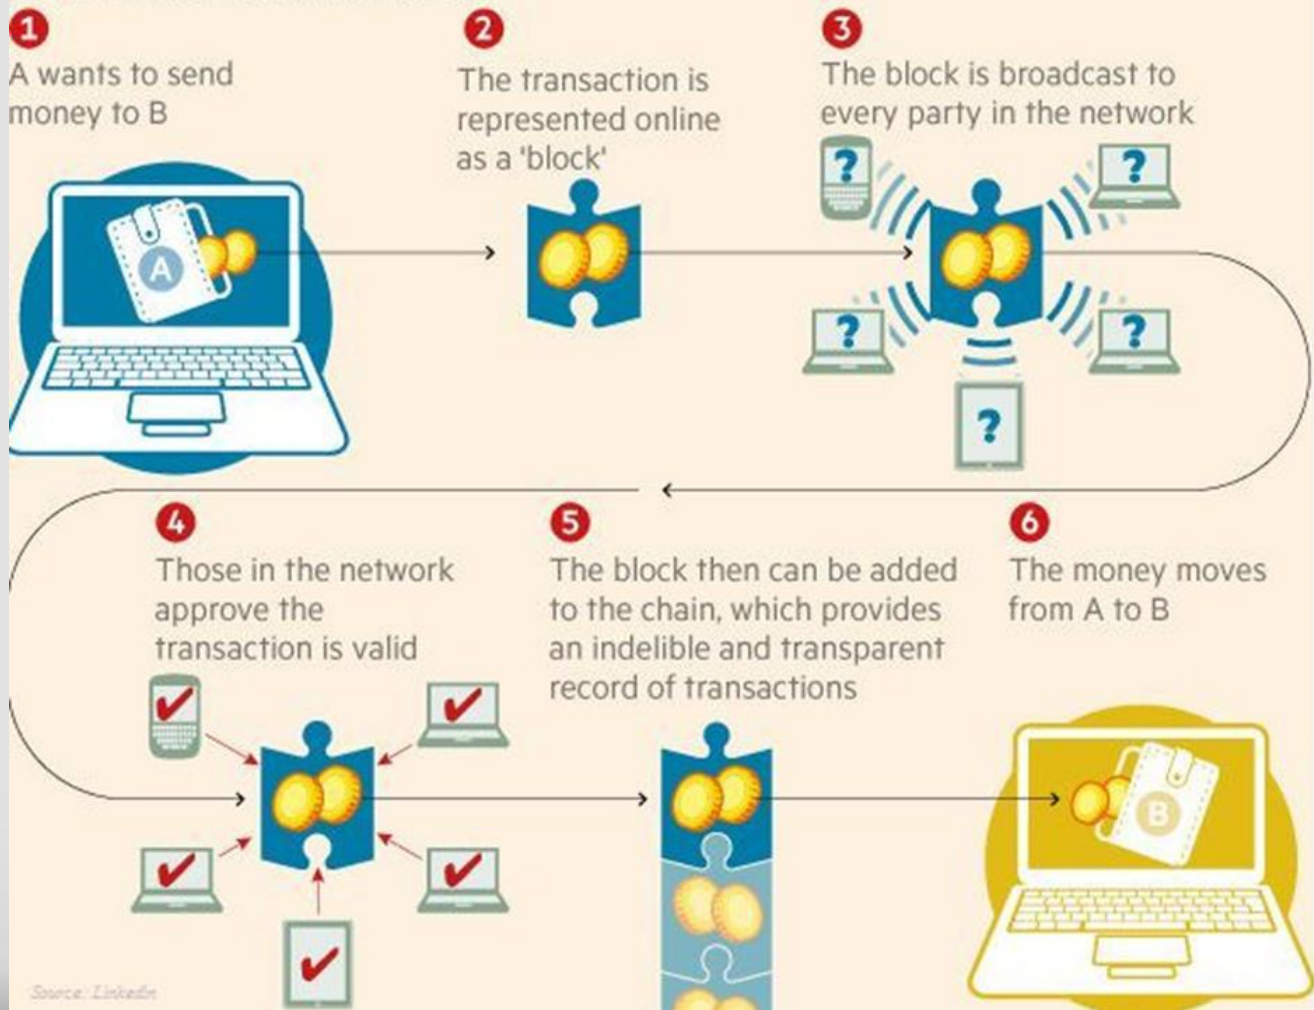 1
A wants to send
money to B
2
The transaction is
represented online
as a 'block'
3
The block is broadcast to
every party in the network
?
?
A
?
?
?
4
Those in the network
approve the
transaction is valid
5
The block then can be added
to the chain, which provides
an indelible and transparent
record of transactions
6
The money moves
from A to B
B
Source: Linkedin